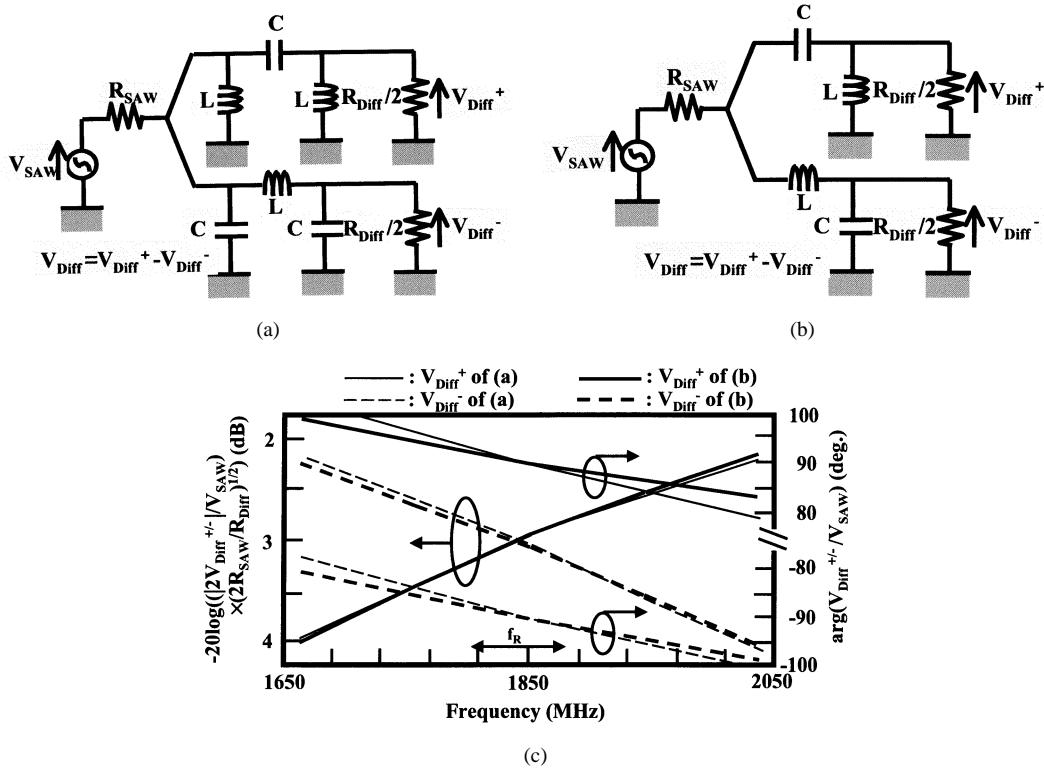 C
R_SAW
L
L
R_Diff/2
V_Diff^+
V_SAW
L
C
C
R_Diff/2
V_Diff^-
V_Diff=V_Diff^+-V_Diff^-
(a)
C
R_SAW
L
R_Diff/2
V_Diff^+
V_SAW
L
C
R_Diff/2
V_Diff^-
V_Diff=V_Diff^+-V_Diff^-
(b)
: V_Diff^+ of (a)
: V_Diff^+ of (b)
: V_Diff^- of (a)
: V_Diff^- of (b)
-20log((|2V_Diff^+/-|/V_SAW)
×(2R_SAW/R_Diff)^1/2) (dB)
2
3
4
100
90
80
-80
-90
-100
arg(V_Diff^+/-/V_SAW) (deg.)
f_R
1650
1850
2050
Frequency (MHz)
(c)